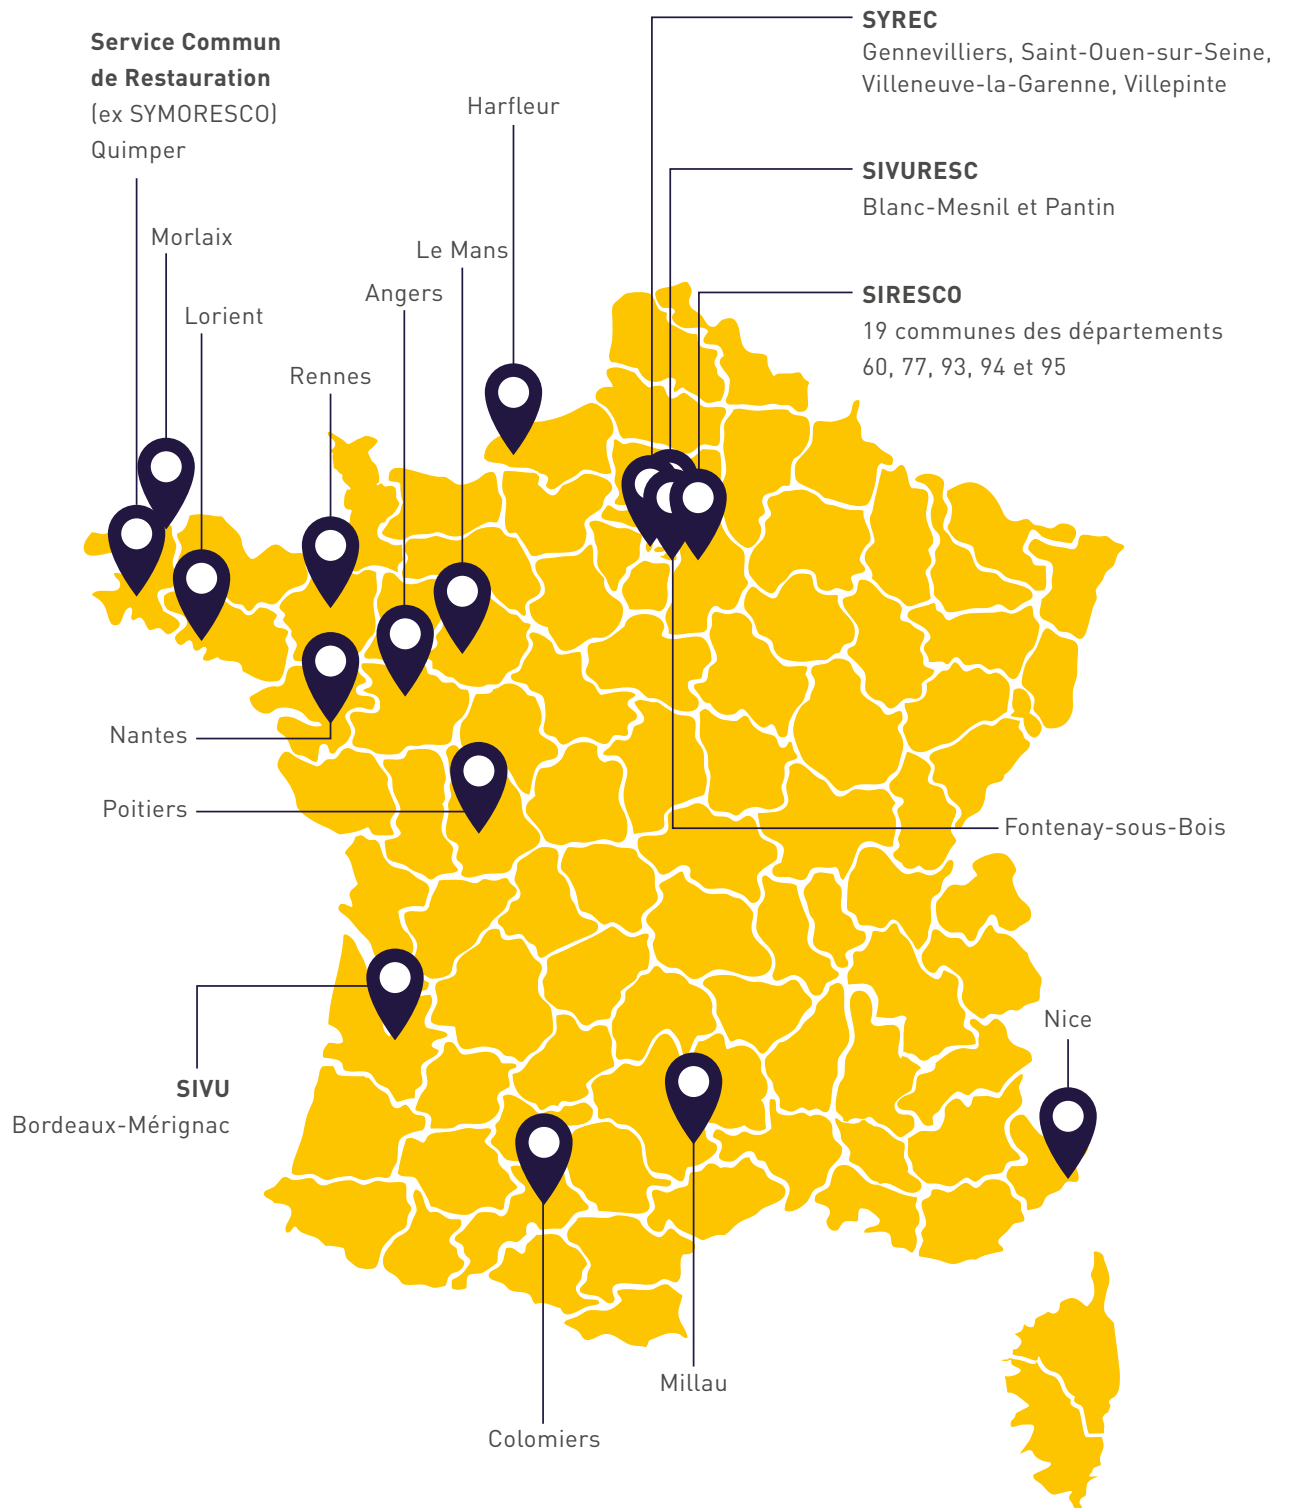 Service Commun
de Restauration
(ex SYMORESCO)
Quimper
Morlaix
Lorient
Rennes
Angers
Le Mans
Harfleur
SYREC
Gennevilliers, Saint-Ouen-sur-Seine,
Villeneuve-la-Garenne, Villepinte
SIVURESC
Blanc-Mesnil et Pantin
SIRESCO
19 communes des départements
60, 77, 93, 94 et 95
Nantes
Poitiers
Fontenay-sous-Bois
SIVU
Bordeaux-Mérignac
Nice
Millau
Colomiers